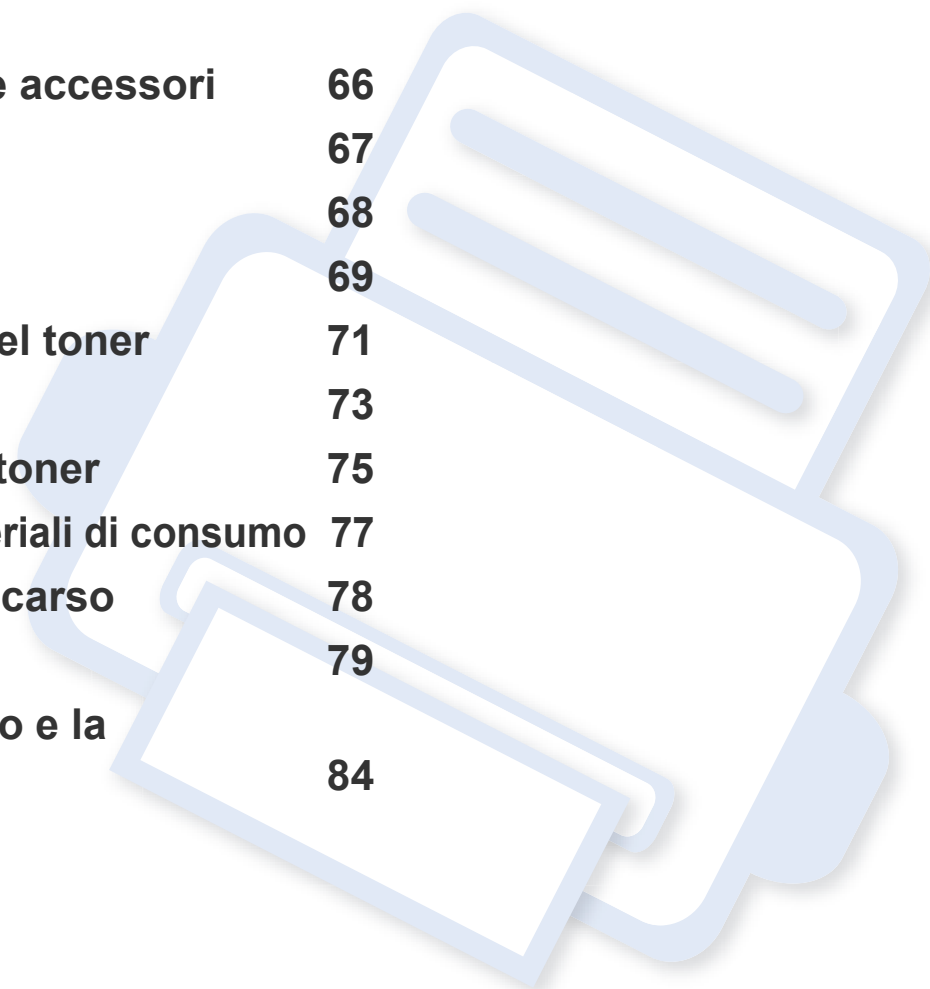 e accessori 66
67
68
69
el toner 71
73
toner 75
eriali di consumo 77
carso 78
79
o e la
84